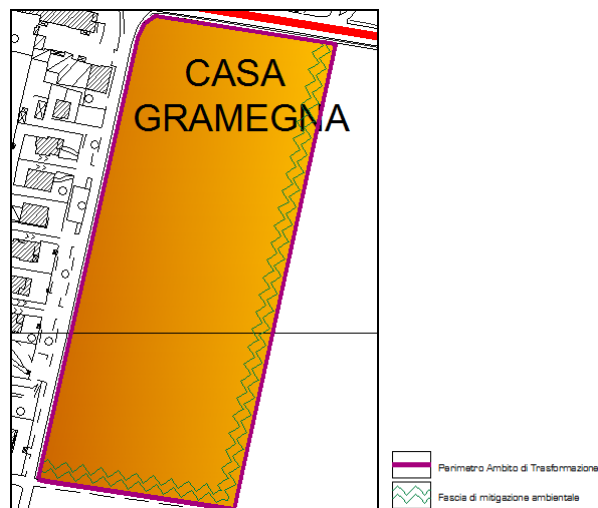 CASA
GRAMEGNA
Perimetro Ambito di Trasformazione
Fascia di mitigazione ambientale